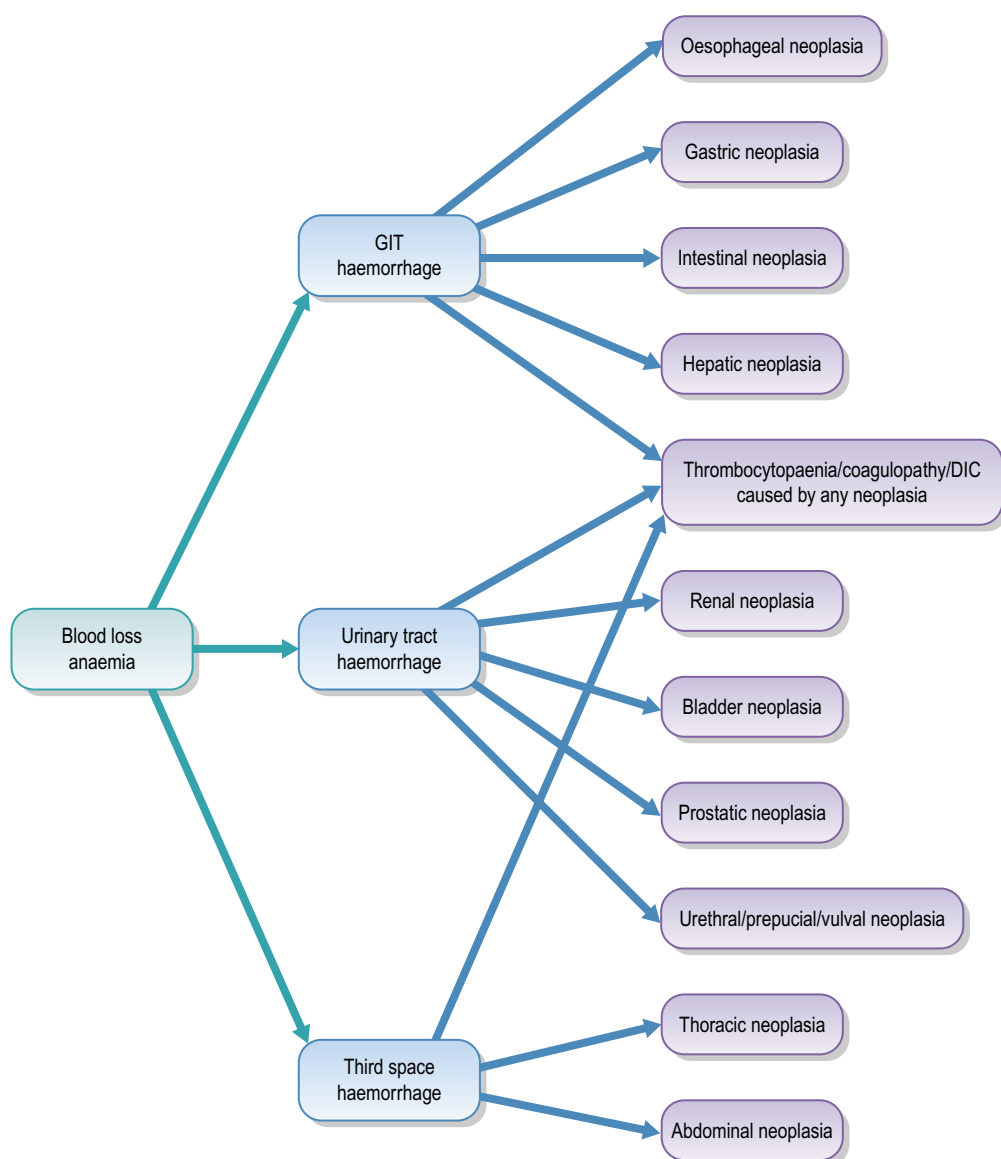 Oesophageal neoplasia
Gastric neoplasia
GIT
haemorrhage
Intestinal neoplasia
Hepatic neoplasia
Thrombocytopaenia/coagulopathy/DIC
caused by any neoplasia
Renal neoplasia
Blood loss
anaemia
Urinary tract
haemorrhage
Bladder neoplasia
Prostatic neoplasia
Urethral/prepucial/vulval neoplasia
Thoracic neoplasia
Third space
haemorrhage
Abdominal neoplasia